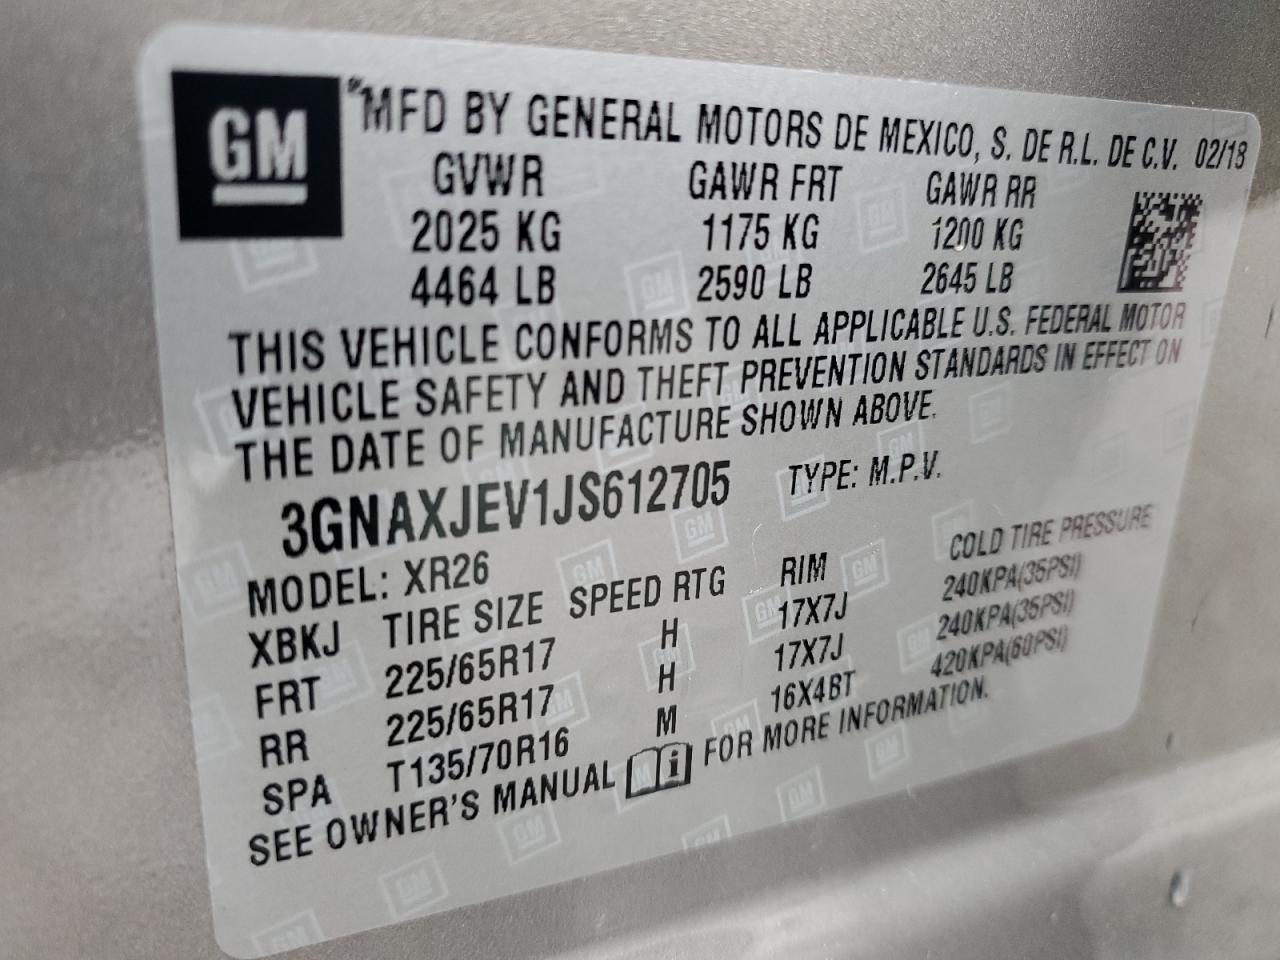 GM
MFD BY GENERAL MOTORS DE MEXICO, S. DE R.L. DE C.V. 02/18
GVWR GAWR FRT GAWR RR
2025 KG 1175 KG 1200 KG
4464 LB 2590 LB 2645 LB
THIS VEHICLE CONFORMS TO ALL APPLICABLE U.S. FEDERAL MOTOR
VEHICLE SAFETY AND THEFT PREVENTION STANDARDS IN EFFECT ON
THE DATE OF MANUFACTURE SHOWN ABOVE.
3GNAXJEV1JS612705 TYPE: M.P.V.
MODEL: XR26
XBKJ TIRE SIZE SPEED RTG RIM COLD TIRE PRESSURE
FRT 225/65R17 H 17X7J 240KPA(35PSI)
RR 225/65R17 H 17X7J 240KPA(35PSI)
SPA T135/70R16 M 16X4BT 420KPA(60PSI)
SEE OWNER'S MANUAL i FOR MORE INFORMATION.